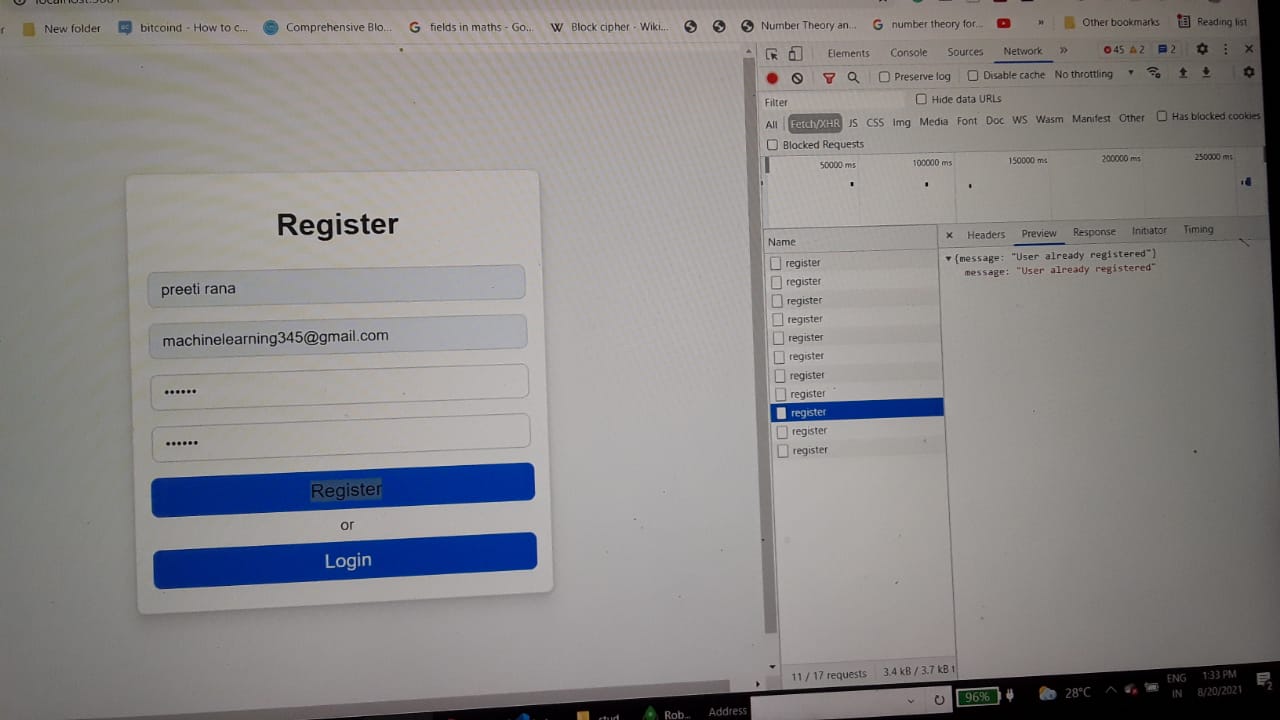 New folder bitcoind - How to c... Comprehensive Blo... fields in maths - Go... Block cipher - Wiki... Number Theory an... number theory for... » Other bookmarks Reading list
Elements Console Sources Network » 45 2 2
Preserve log Disable cache No throttling
Filter Hide data URLs
All Fetch/XHR JS CSS Img Media Font Doc WS Wasm Manifest Other Has blocked cookies
Blocked Requests
50000 ms 100000 ms 150000 ms 200000 ms 250000 ms
Name
× Headers Preview Response Initiator Timing
register
register
register
register
register
register
register
register
register
register
register
▼{message: "User already registered"}
message: "User already registered"
Register
preeti rana
machinelearning345@gmail.com
••••••
••••••
Register
or
Login
11 / 17 requests 3.4 kB / 3.7 kB t
Rob... Address
96% 28°C ENG
IN
1:33 PM
8/20/2021
2